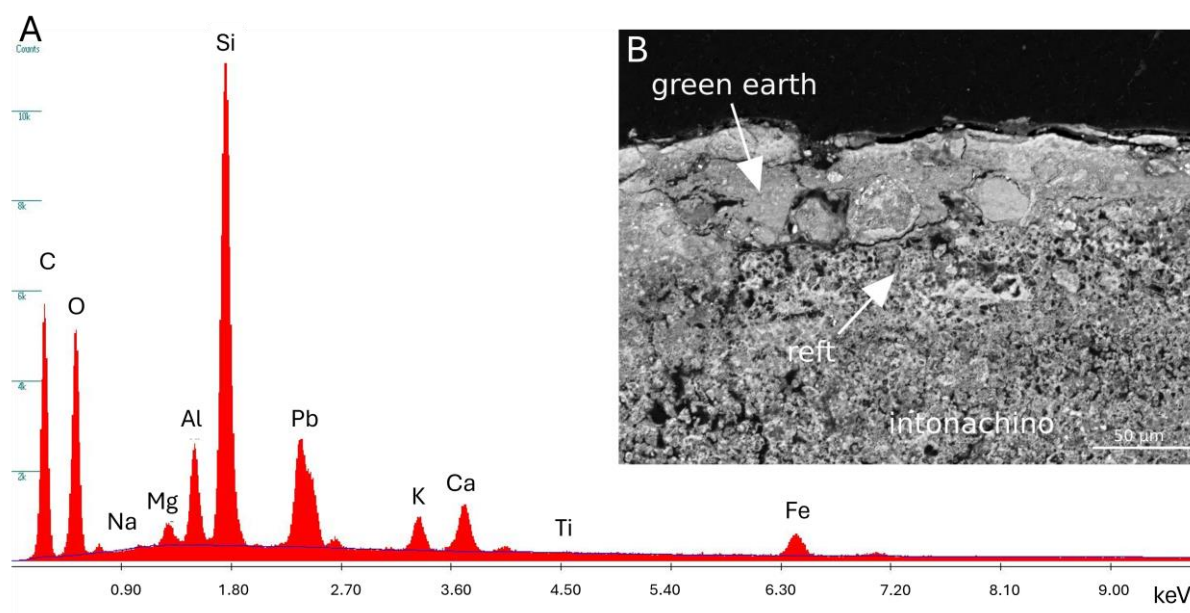 A
Counts
10k
8k
6k
4k
2k
C
O
Na
Mg
Al
Si
Pb
K
Ca
Ti
Fe
0.90 1.80 2.70 3.60 4.50 5.40 6.30 7.20 8.10 9.00 keV
B
green earth
reft
intonachino
50 µm